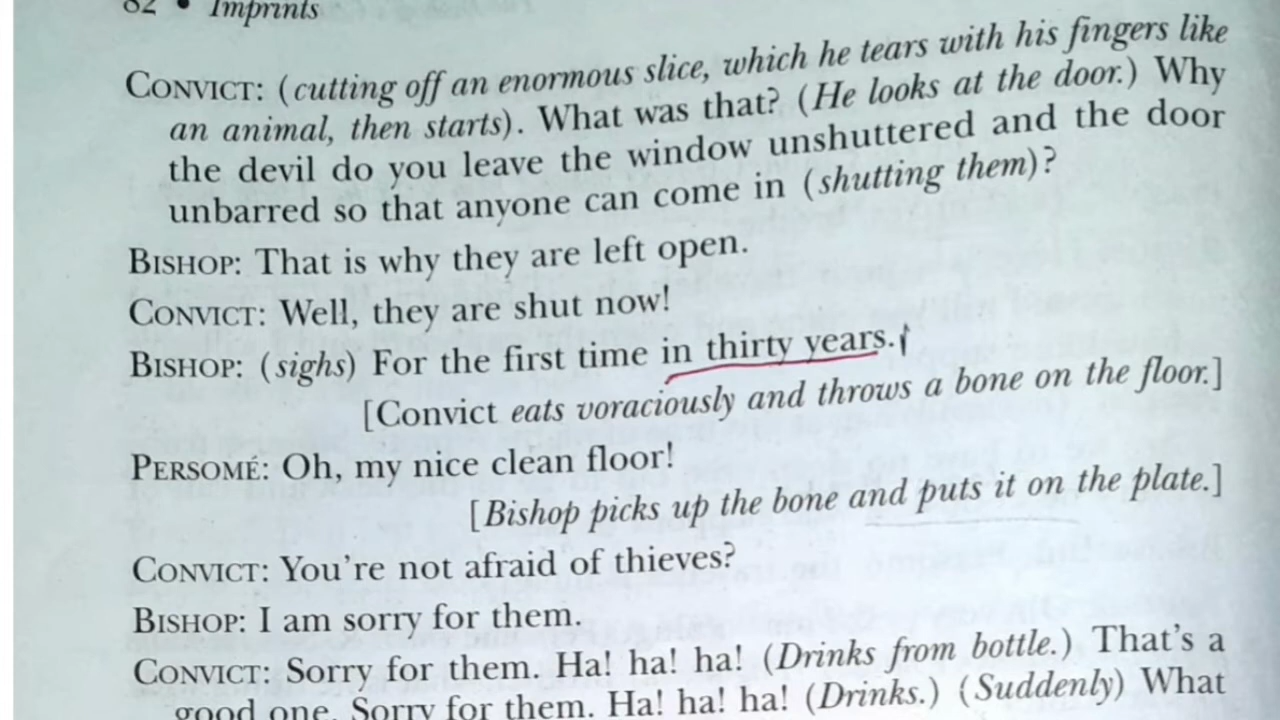 82 • Imprints
CONVICT: (cutting off an enormous slice, which he tears with his fingers like
an animal, then starts). What was that? (He looks at the door.) Why
the devil do you leave the window unshuttered and the door
unbarred so that anyone can come in (shutting them)?
BISHOP: That is why they are left open.
CONVICT: Well, they are shut now!
BISHOP: (sighs) For the first time in thirty years.
[Convict eats voraciously and throws a bone on the floor.]
PERSOMÉ: Oh, my nice clean floor!
[Bishop picks up the bone and puts it on the plate.]
CONVICT: You're not afraid of thieves?
BISHOP: I am sorry for them.
CONVICT: Sorry for them. Ha! ha! ha! (Drinks from bottle.) That's a
good one. Sorry for them. Ha! ha! ha! (Drinks.) (Suddenly) What